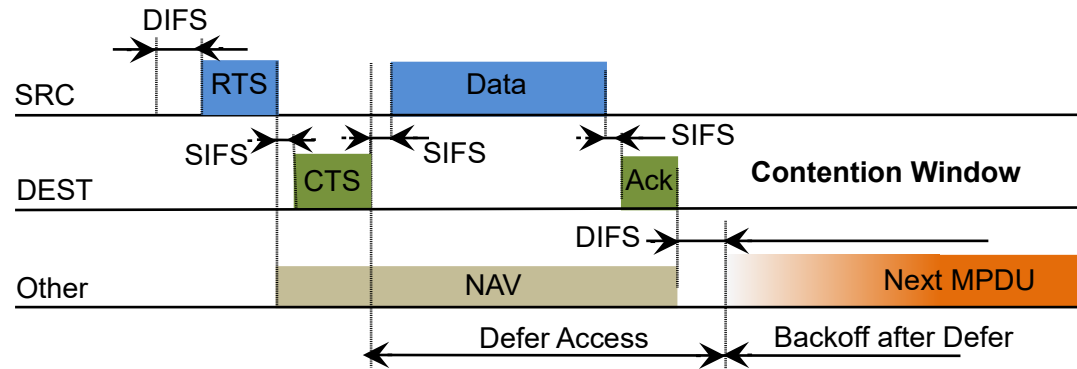 DIFS
RTS
Data
SRC
SIFS
SIFS
SIFS
CTS
Ack
Contention Window
DEST
DIFS
NAV
Next MPDU
Other
Defer Access
Backoff after Defer